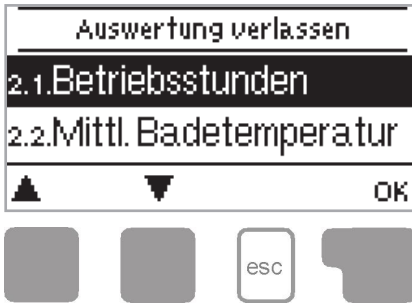 Auswertung verlassen
2.1.Betriebsstunden
2.2.Mittl. Badetemperatur
▲ ▼ OK
esc